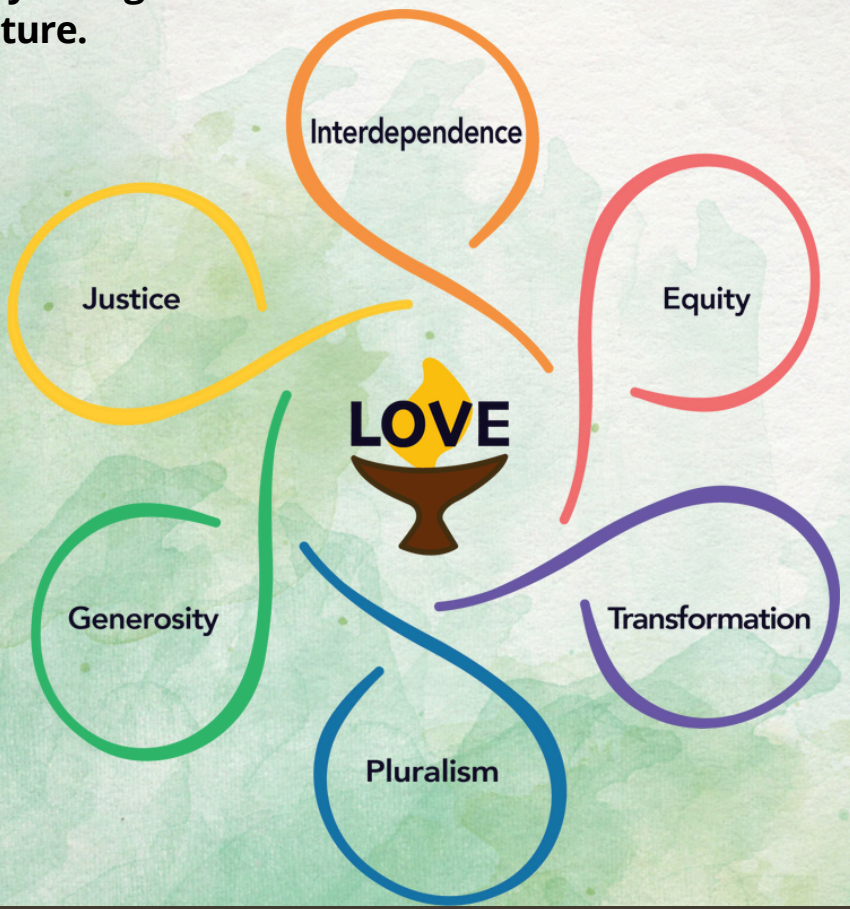 ture.
Interdependence
Justice
Equity
LOVE
Generosity
Transformation
Pluralism